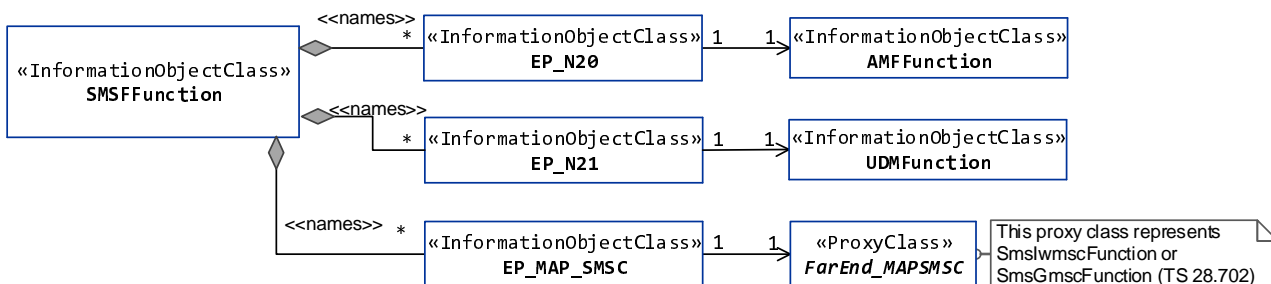 «InformationObjectClass»
SMSFFunction
<<names>>
*
«InformationObjectClass»
EP_N20
1
1
«InformationObjectClass»
AMFFunction
<<names>>
*
«InformationObjectClass»
EP_N21
1
1
«InformationObjectClass»
UDMFunction
<<names>>
*
«InformationObjectClass»
EP_MAP_SMSC
1
1
«ProxyClass»
FarEnd_MAPSMSC
This proxy class represents
SmsIwmscFunction or
SmsGmscFunction (TS 28.702)